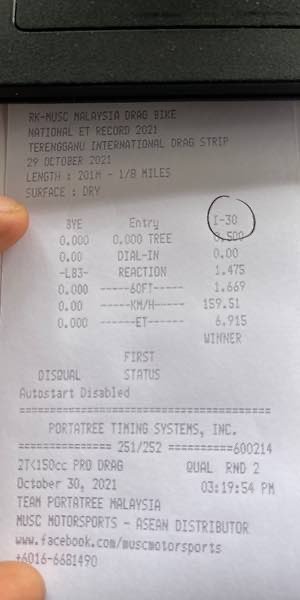 RK-MUSC MALAYSIA DRAG BIKE
NATIONAL ET RECORD 2021
TERENGGANU INTERNATIONAL DRAG STRIP
29 OCTOBER 2021
LENGTH : 201M - 1/8 MILES
SURFACE : DRY
BYE Entry I-30
0.000 0.000 TREE 0.500
0.00 DIAL-IN 0.00
-LB3- REACTION 1.475
0.000 ------60FT----- 1.669
0.00 -----KM/H----- 159.51
0.000 ------ET----- 6.915
WINNER
FIRST
DISQUAL STATUS
Autostart Disabled
========================================
PORTATREE TIMING SYSTEMS, INC.
=============== 251/252 ==========600214
2T<150cc PRO DRAG QUAL RND 2
October 30, 2021 03:19:54 PM
TEAM PORTATREE MALAYSIA
MUSC MOTORSPORTS - ASEAN DISTRIBUTOR
www.facebook.com/muscmotorsports
+6016-6681490